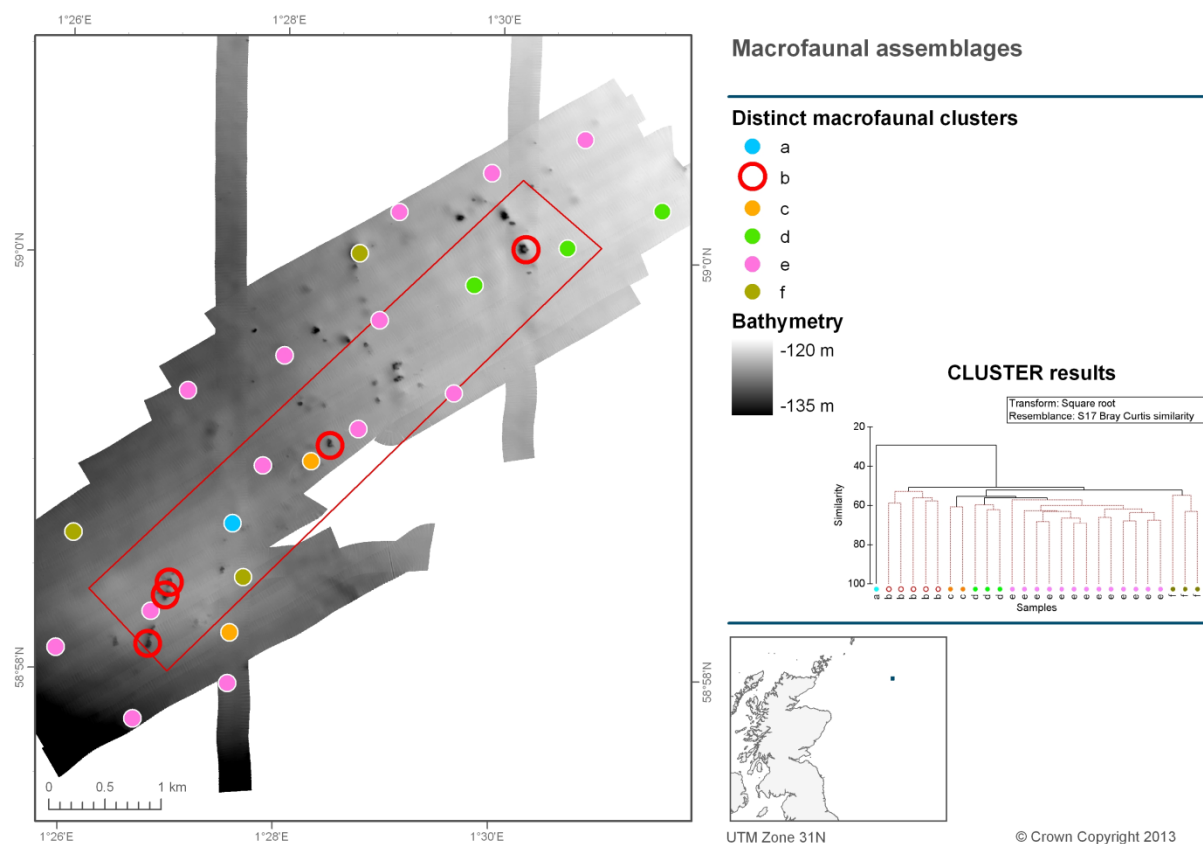 1°26'E 1°28'E 1°30'E
59°0'N
58°58'N
59°0'N
58°58'N
0 0.5 1 km
1°26'E 1°28'E 1°30'E
Macrofaunal assemblages
Distinct macrofaunal clusters
a
b
c
d
e
f
Bathymetry
-120 m
-135 m
CLUSTER results
Transform: Square root
Resemblance: S17 Bray Curtis similarity
20
40
60
80
100
Similarity
a b b b b b c c d d d e e e e e e e e e e e e e f f f
Samples
UTM Zone 31N
© Crown Copyright 2013